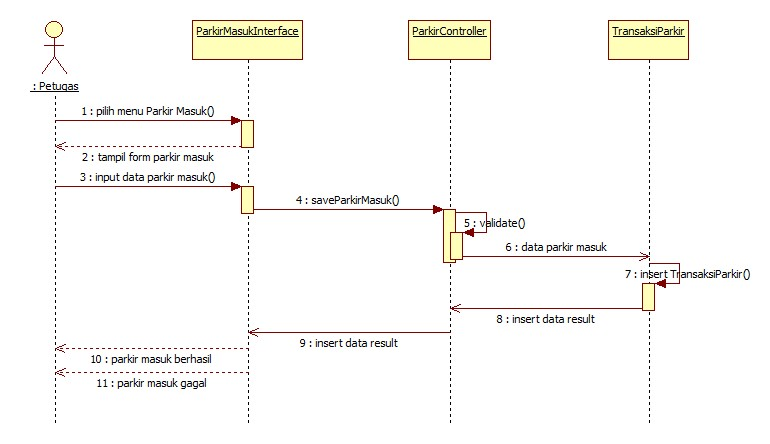 ParkirMasukInterface
ParkirController
TransaksiParkir
: Petugas
1 : pilih menu Parkir Masuk()
2 : tampil form parkir masuk
3 : input data parkir masuk()
4 : saveParkirMasuk()
5 : validate()
6 : data parkir masuk
7 : insert TransaksiParkir()
8 : insert data result
9 : insert data result
10 : parkir masuk berhasil
11 : parkir masuk gagal